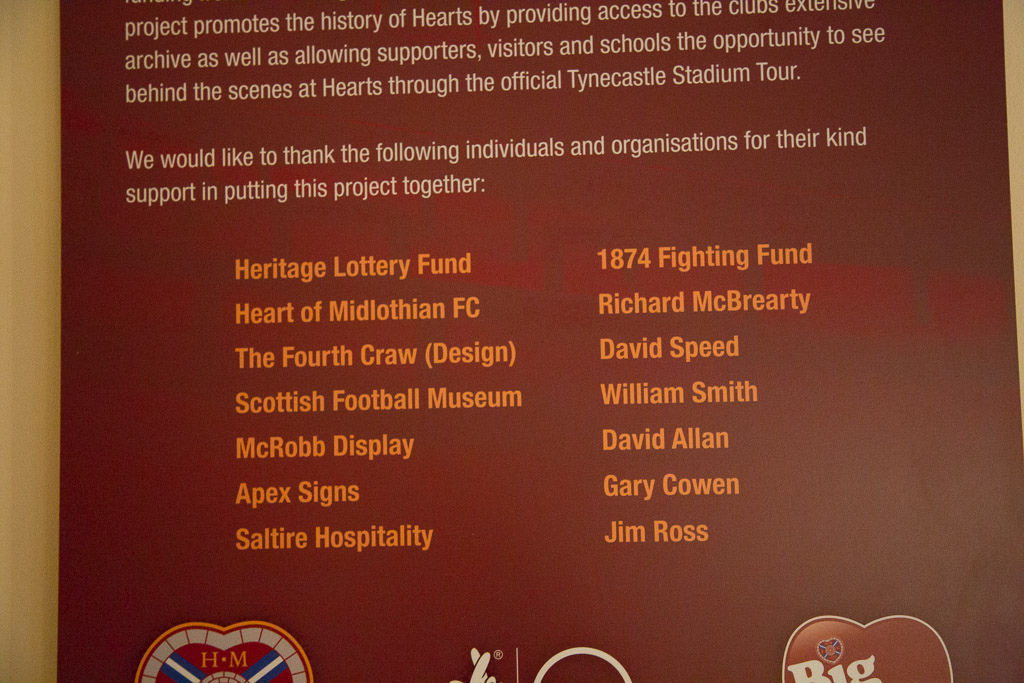 project promotes the history of Hearts by providing access to the clubs extensive
archive as well as allowing supporters, visitors and schools the opportunity to see
behind the scenes at Hearts through the official Tynecastle Stadium Tour.
We would like to thank the following individuals and organisations for their kind
support in putting this project together:
Heritage Lottery Fund
Heart of Midlothian FC
The Fourth Craw (Design)
Scottish Football Museum
McRobb Display
Apex Signs
Saltire Hospitality
1874 Fighting Fund
Richard McBrearty
David Speed
William Smith
David Allan
Gary Cowen
Jim Ross
H·M
®
Big